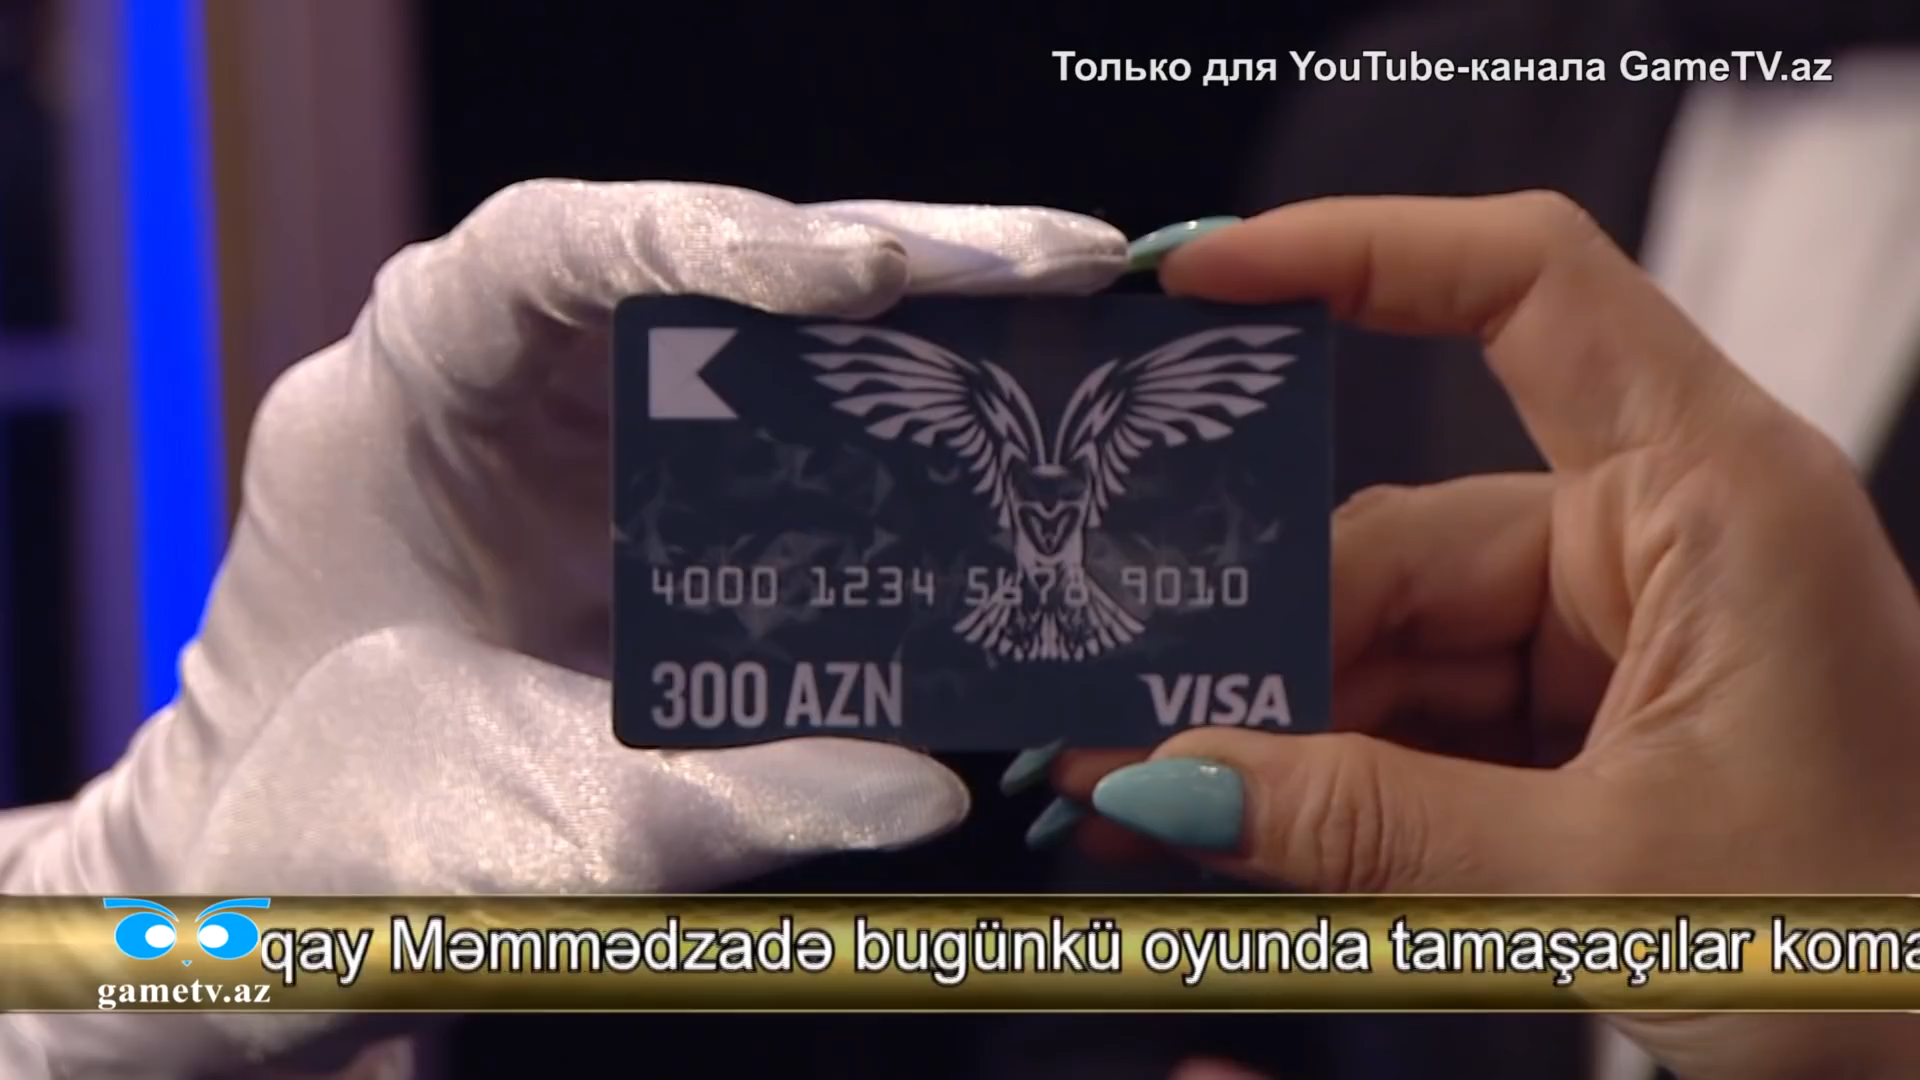 Только для YouTube-канала GameTV.az
4000 1234 5678 9010
300 AZN
VISA
qay Məmmədzadə bugünkü oyunda tamaşaçılar koma
gametv.az